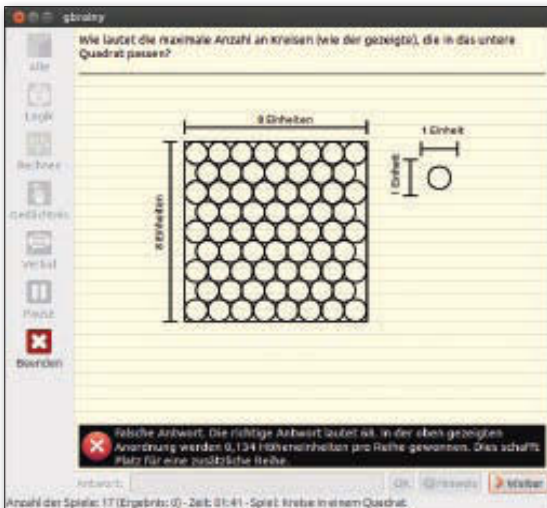 gbrainy
Wie lautet die maximale Anzahl an Kreisen (wie der gezeigte), die in das untere
Quadrat passen?
Alle
Logik
Rechnen
Gedächtnis
Verbal
Pause
Beenden
8 Einheiten
8 Einheiten
1 Einheit
1 Einheit
Falsche Antwort. Die richtige Antwort lautet 68. In der oben gezeigten
Anordnung werden 0,134 Höheneinheiten pro Reihe gewonnen. Dies schafft
Platz für eine zusätzliche Reihe.
Antwort:
OK
Hinweis
Weiter
Anzahl der Spiele: 17 (Ergebnis: 0) - Zeit: 01:41 - Spiel: Kreise in einem Quadrat